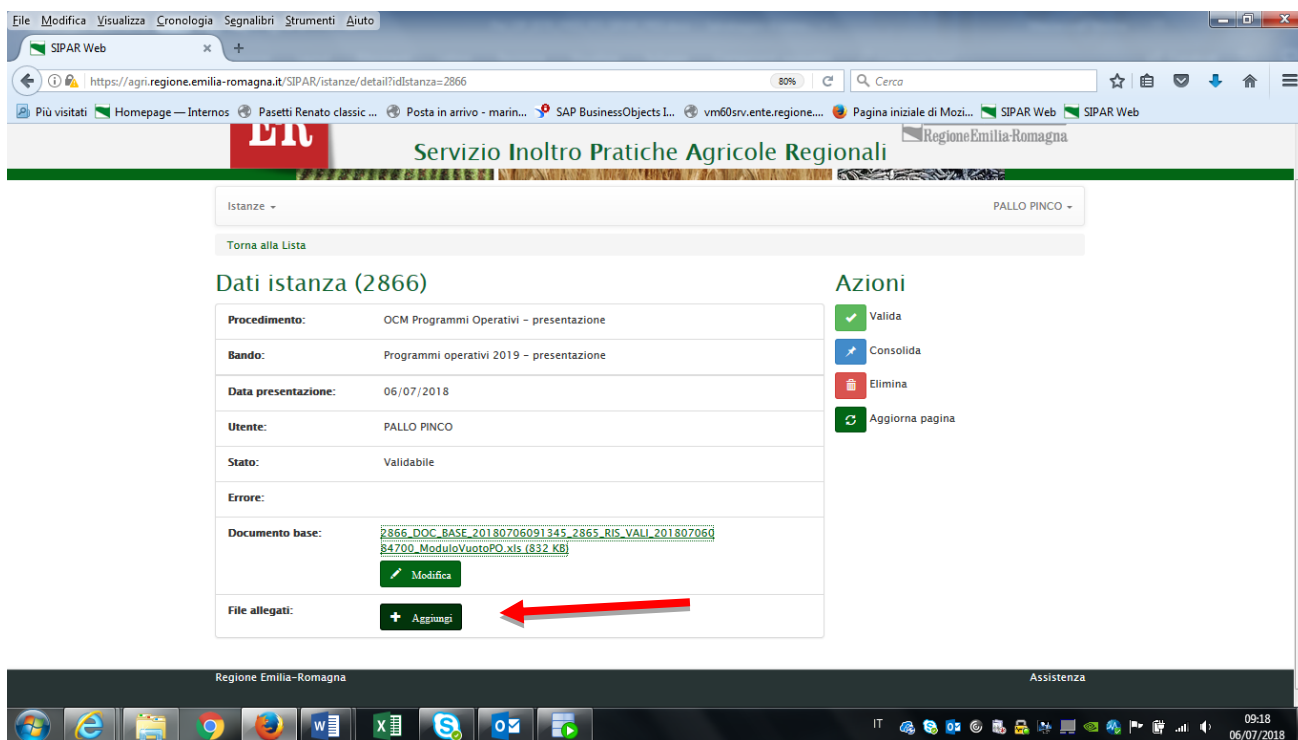 File Modifica Visualizza Cronologia Segnalibri Strumenti Aiuto
SIPAR Web
https://agri.regione.emilia-romagna.it/SIPAR/istanze/detail?idIstanza=2866 80% Cerca
Più visitati Homepage — Internos Pasetti Renato classic ... Posta in arrivo - marin... SAP BusinessObjects I... vm60srv.ente.regione.... Pagina iniziale di Mozi... SIPAR Web SIPAR Web
ER
RegioneEmilia-Romagna
Servizio Inoltro Pratiche Agricole Regionali
Istanze PALLO PINCO
Torna alla Lista
Dati istanza (2866)
Procedimento: OCM Programmi Operativi - presentazione
Bando: Programmi operativi 2019 - presentazione
Data presentazione: 06/07/2018
Utente: PALLO PINCO
Stato: Validabile
Errore:
Documento base: 2866_DOC_BASE_20180706091345_2865_RIS_VALI_201807060
84700_ModuloVuotoPO.xls (832 KB)
Modifica
File allegati: Aggiungi
Azioni
Valida
Consolida
Elimina
Aggiorna pagina
Regione Emilia-Romagna Assistenza
IT 09:18
06/07/2018